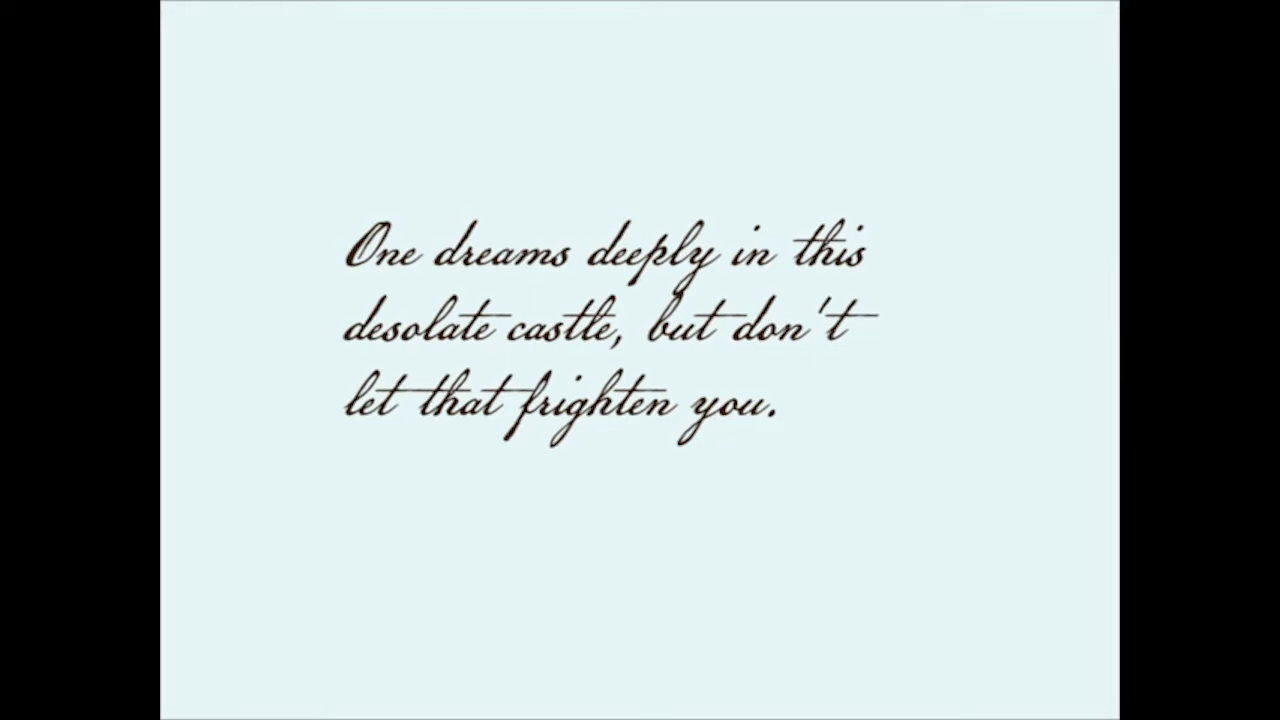 One dreams deeply in this
desolate castle, but don't
let that frighten you.